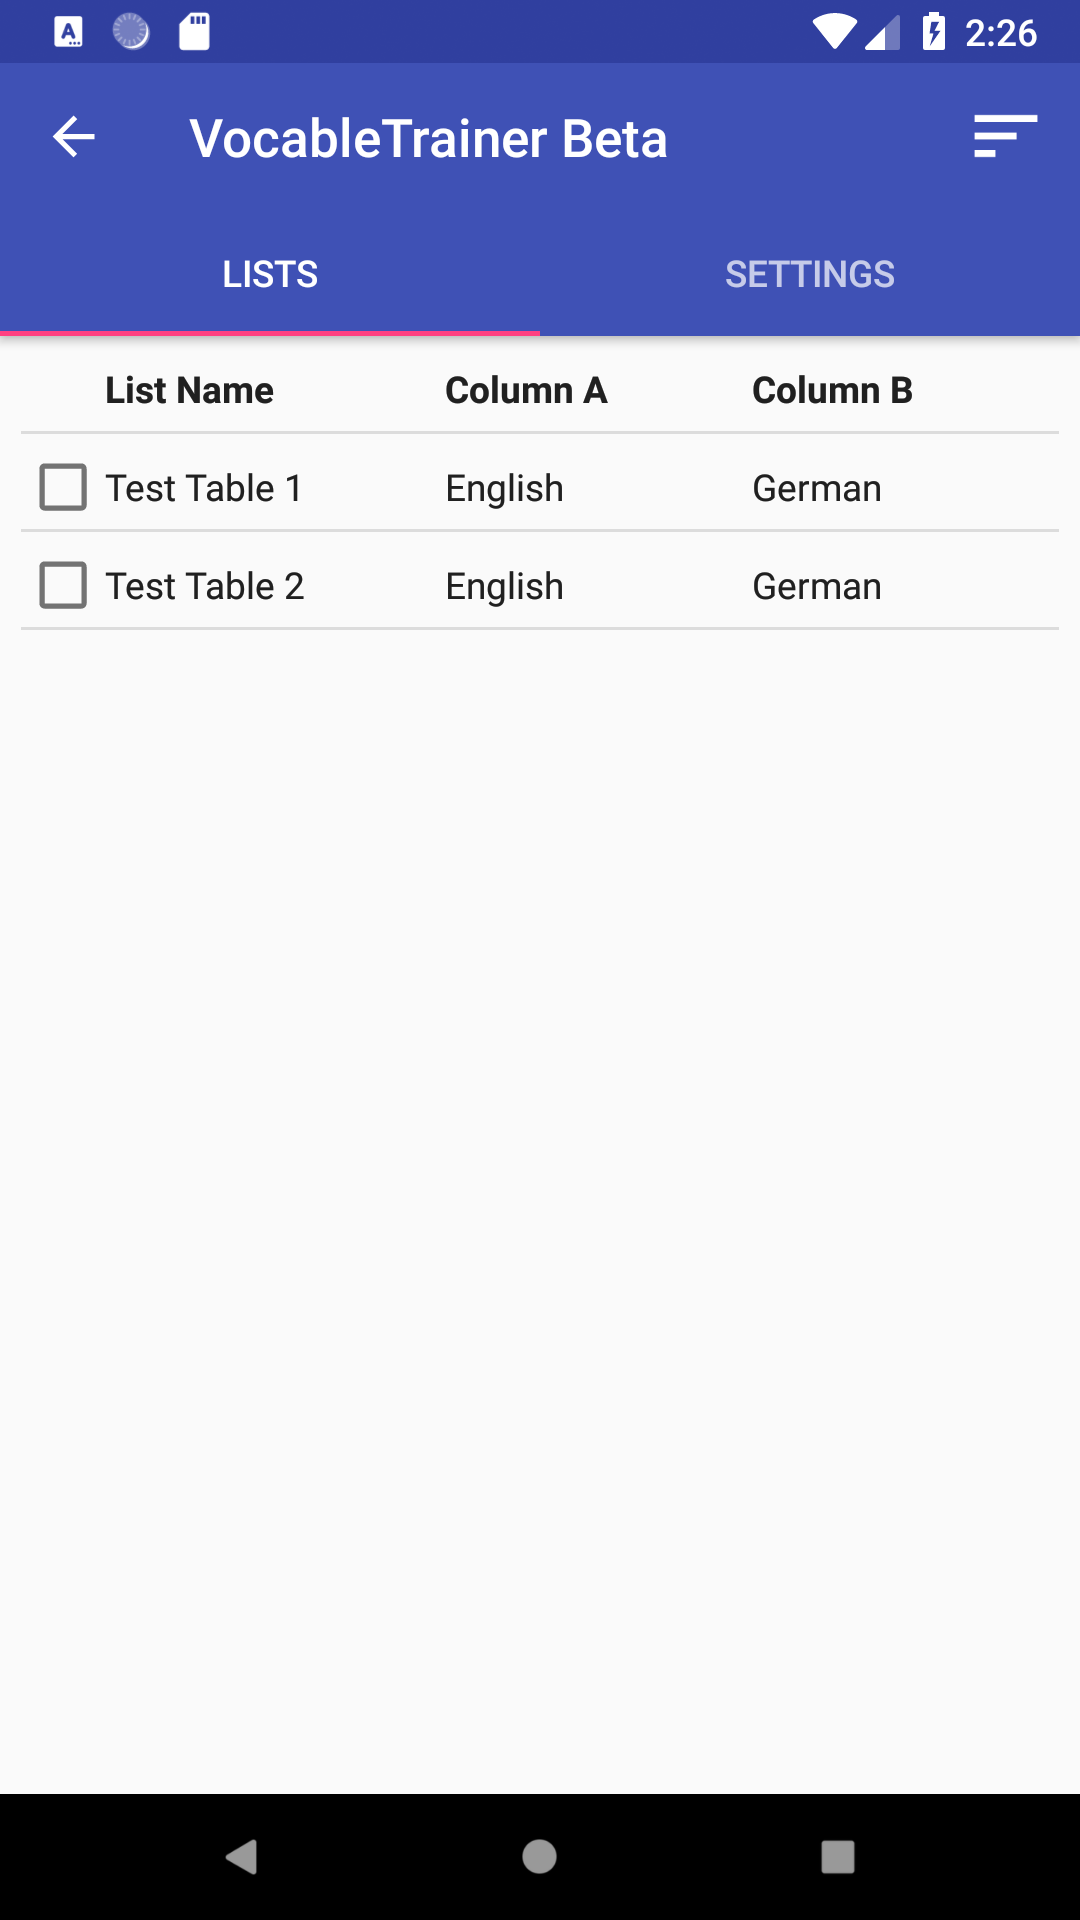 2:26
VocableTrainer Beta
LISTS SETTINGS
List Name Column A Column B
Test Table 1 English German
Test Table 2 English German